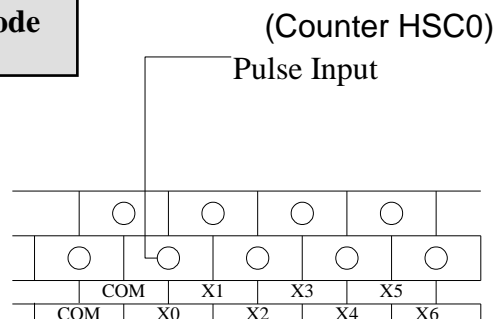 ode
(Counter HSC0)
Pulse Input
COM X1 X3 X5
COM X0 X2 X4 X6